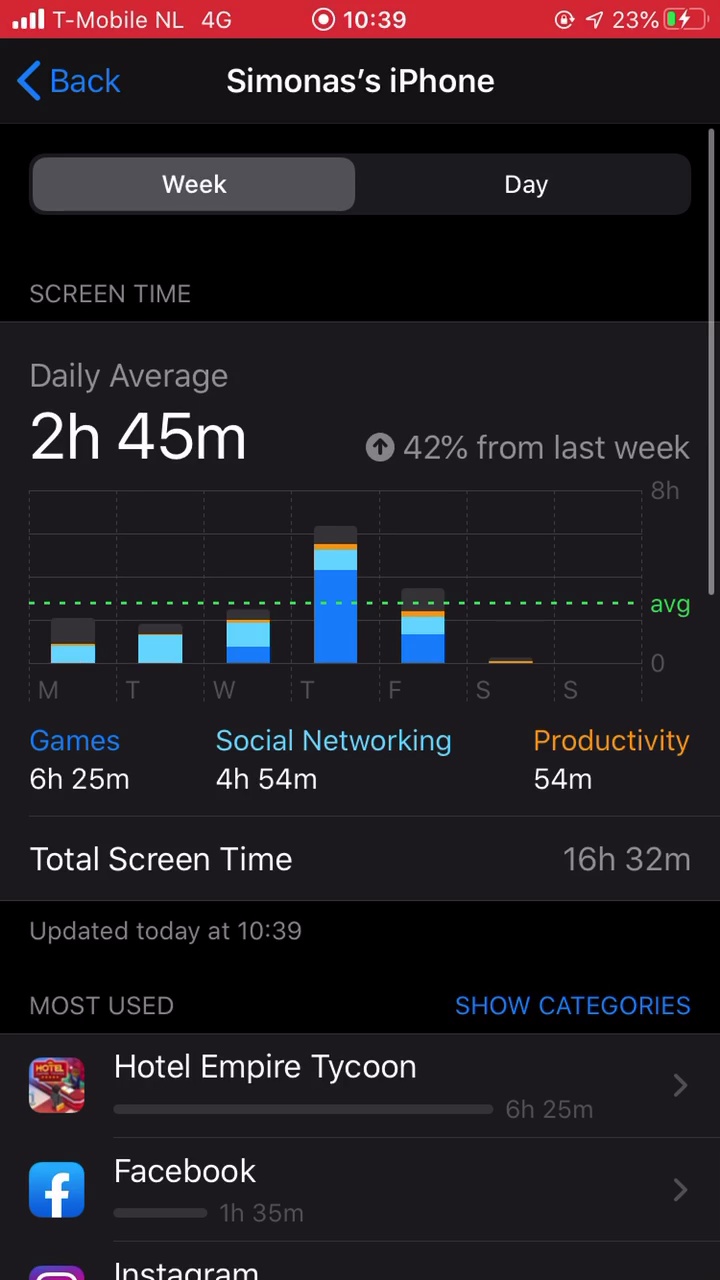 T-Mobile NL 4G 10:39 23%
Back Simonas's iPhone
Week Day
SCREEN TIME
Daily Average
2h 45m 42% from last week
8h
avg
0
M T W T F S S
Games Social Networking Productivity
6h 25m 4h 54m 54m
Total Screen Time 16h 32m
Updated today at 10:39
MOST USED SHOW CATEGORIES
HOTEL
Hotel Empire Tycoon
6h 25m
Facebook
1h 35m
Instagram